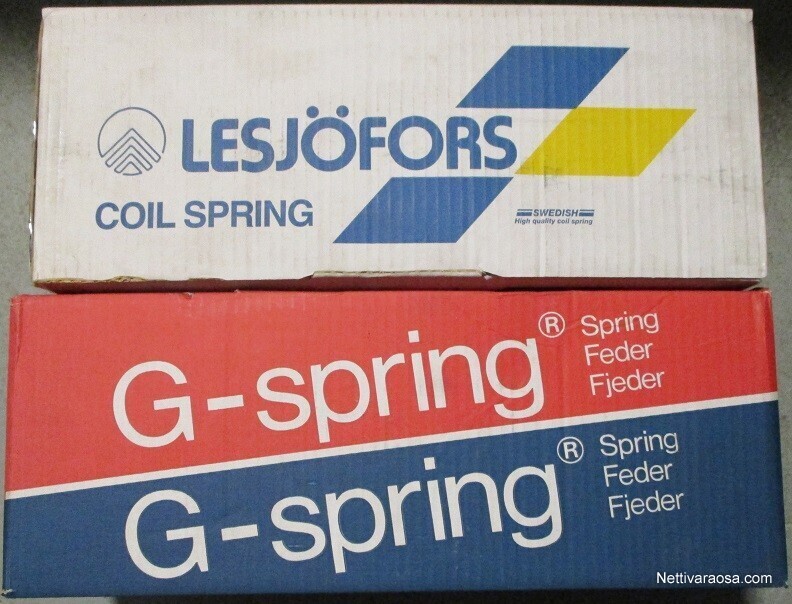 LESJÖFORS
COIL SPRING
SWEDISH
High quality coil spring
G-spring®
Spring
Feder
Fjeder
G-spring®
Spring
Feder
Fjeder
Nettivaraosa.com